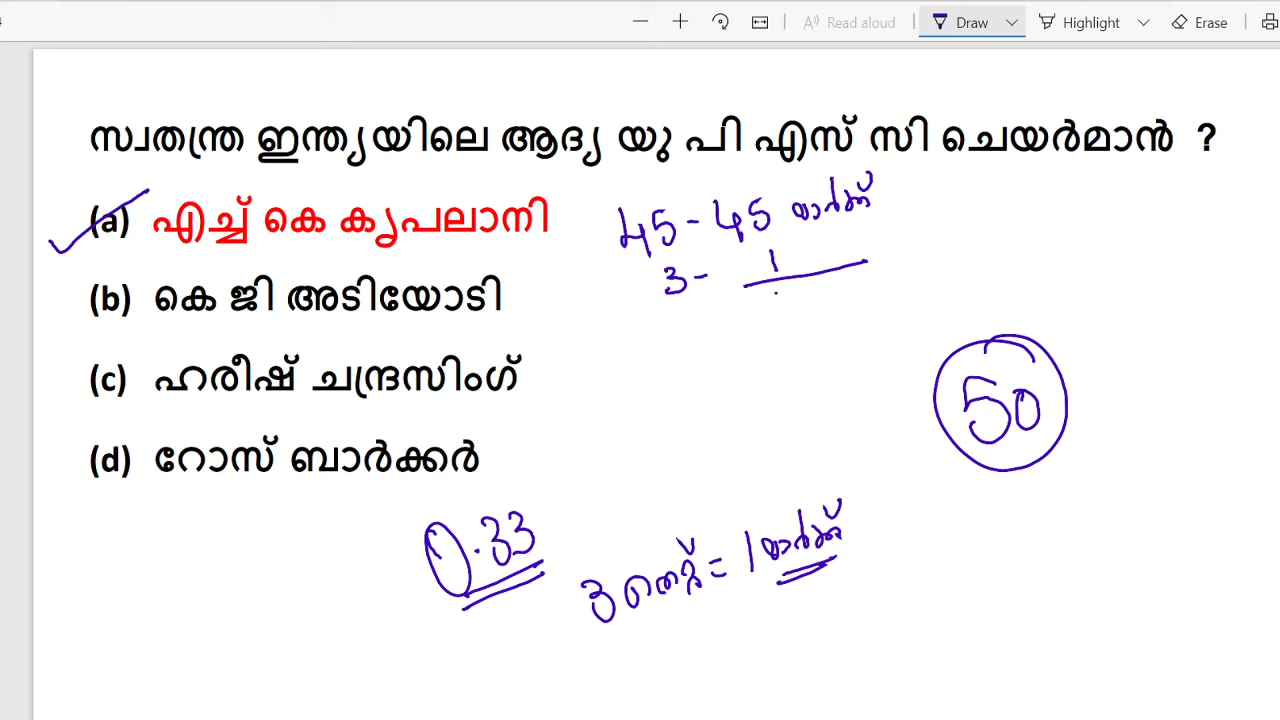 Read aloud Draw Highlight Erase
സ്വതന്ത്ര ഇന്ത്യയിലെ ആദ്യ യു പി എസ് സി ചെയർമാൻ ?
(a) എച്ച് കെ കൃപലാനി
45 - 45 മാർക്ക്
3 - 1
(b) കെ ജി അടിയോടി
(c) ഹരീഷ് ചന്ദ്രസിംഗ്
50
(d) റോസ് ബാർക്കർ
0.33
3 തെറ്റ് = 1 മാർക്ക്